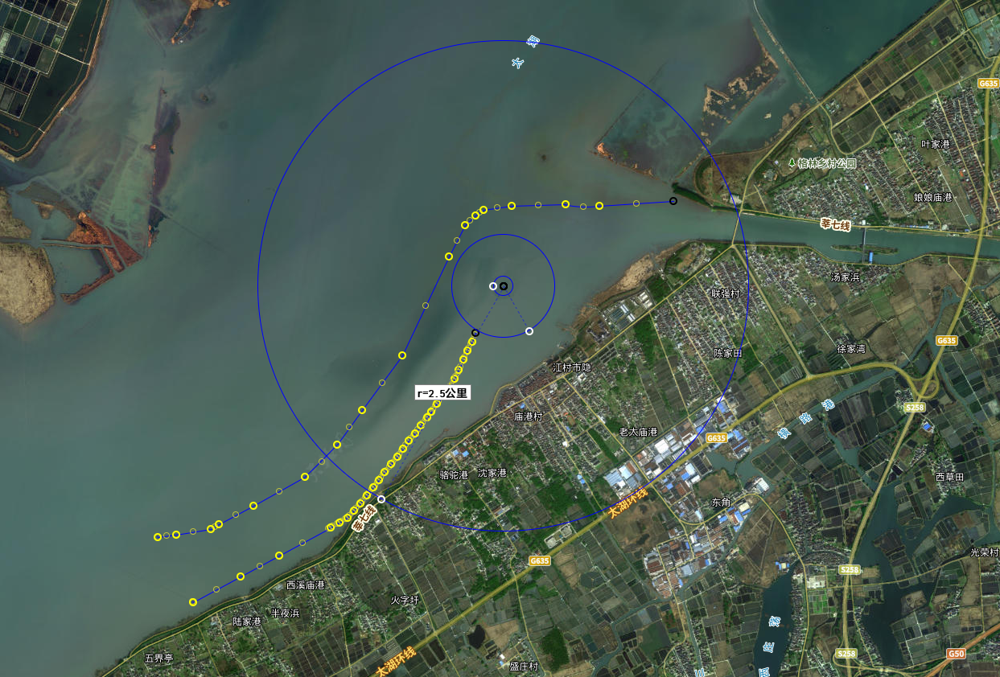 太湖
G635
叶家港
格林乡村公园
娘娘庙港
莘七线
汤家浜
联强村
G635
徐家湾
陈家田
江村市隐
r=2.5公里
庙港村
横路港
S258
老太庙港
G635
骆驼港
沈家港
西草田
太湖环线
东角
莘七线
光荣村
G635
S258
西溪庙港
火字圩
半夜浜
陆家港
五界亭
太湖环线
盛庄村
S258
G50